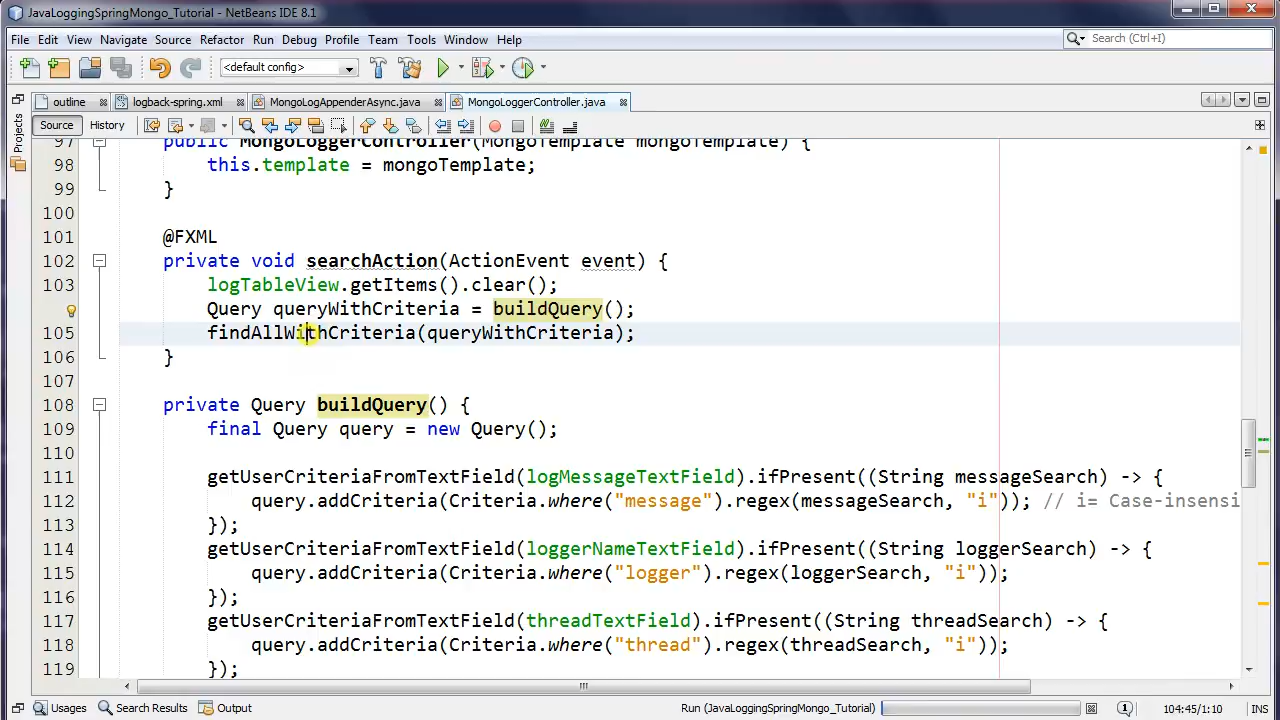 JavaLoggingSpringMongo_Tutorial - NetBeans IDE 8.1
File Edit View Navigate Source Refactor Run Debug Profile Team Tools Window Help
Search (Ctrl+I)
<default config>
outline logback-spring.xml MongoLogAppenderAsync.java MongoLoggerController.java
Source History
Projects
97 public MongoLoggerController(MongoTemplate mongoTemplate) {
98 this.template = mongoTemplate;
99 }
100
101 @FXML
102 private void searchAction(ActionEvent event) {
103 logTableView.getItems().clear();
Query queryWithCriteria = buildQuery();
105 findAllWithCriteria(queryWithCriteria);
106 }
107
108 private Query buildQuery() {
109 final Query query = new Query();
110
111 getUserCriteriaFromTextField(logMessageTextField).ifPresent((String messageSearch) -> {
112 query.addCriteria(Criteria.where("message").regex(messageSearch, "i")); // i= Case-insensi
113 });
114 getUserCriteriaFromTextField(loggerNameTextField).ifPresent((String loggerSearch) -> {
115 query.addCriteria(Criteria.where("logger").regex(loggerSearch, "i"));
116 });
117 getUserCriteriaFromTextField(threadTextField).ifPresent((String threadSearch) -> {
118 query.addCriteria(Criteria.where("thread").regex(threadSearch, "i"));
119 });
Usages Search Results Output Run (JavaLoggingSpringMongo_Tutorial) 104:45/1:10 INS